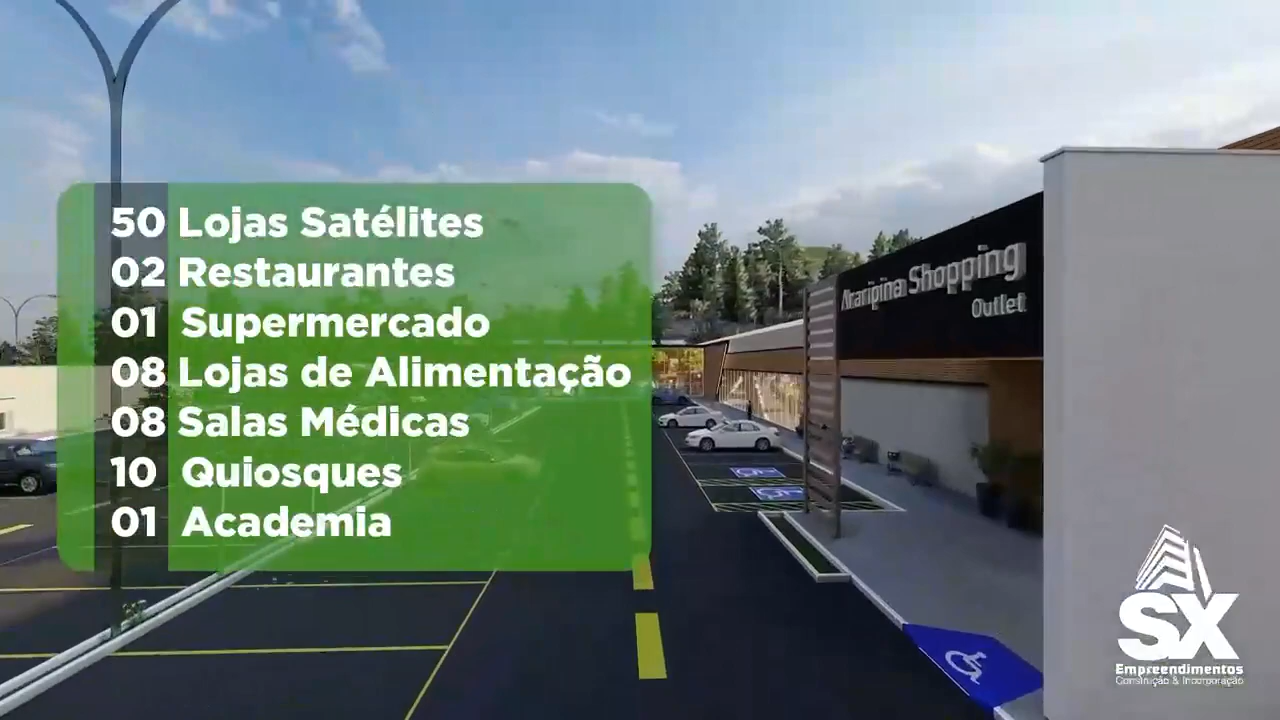 50 Lojas Satélites
02 Restaurantes
01 Supermercado
08 Lojas de Alimentação
08 Salas Médicas
10 Quiosques
01 Academia
Araripina Shopping
Outlet
SX
Empreendimentos
Construção & Incorporação